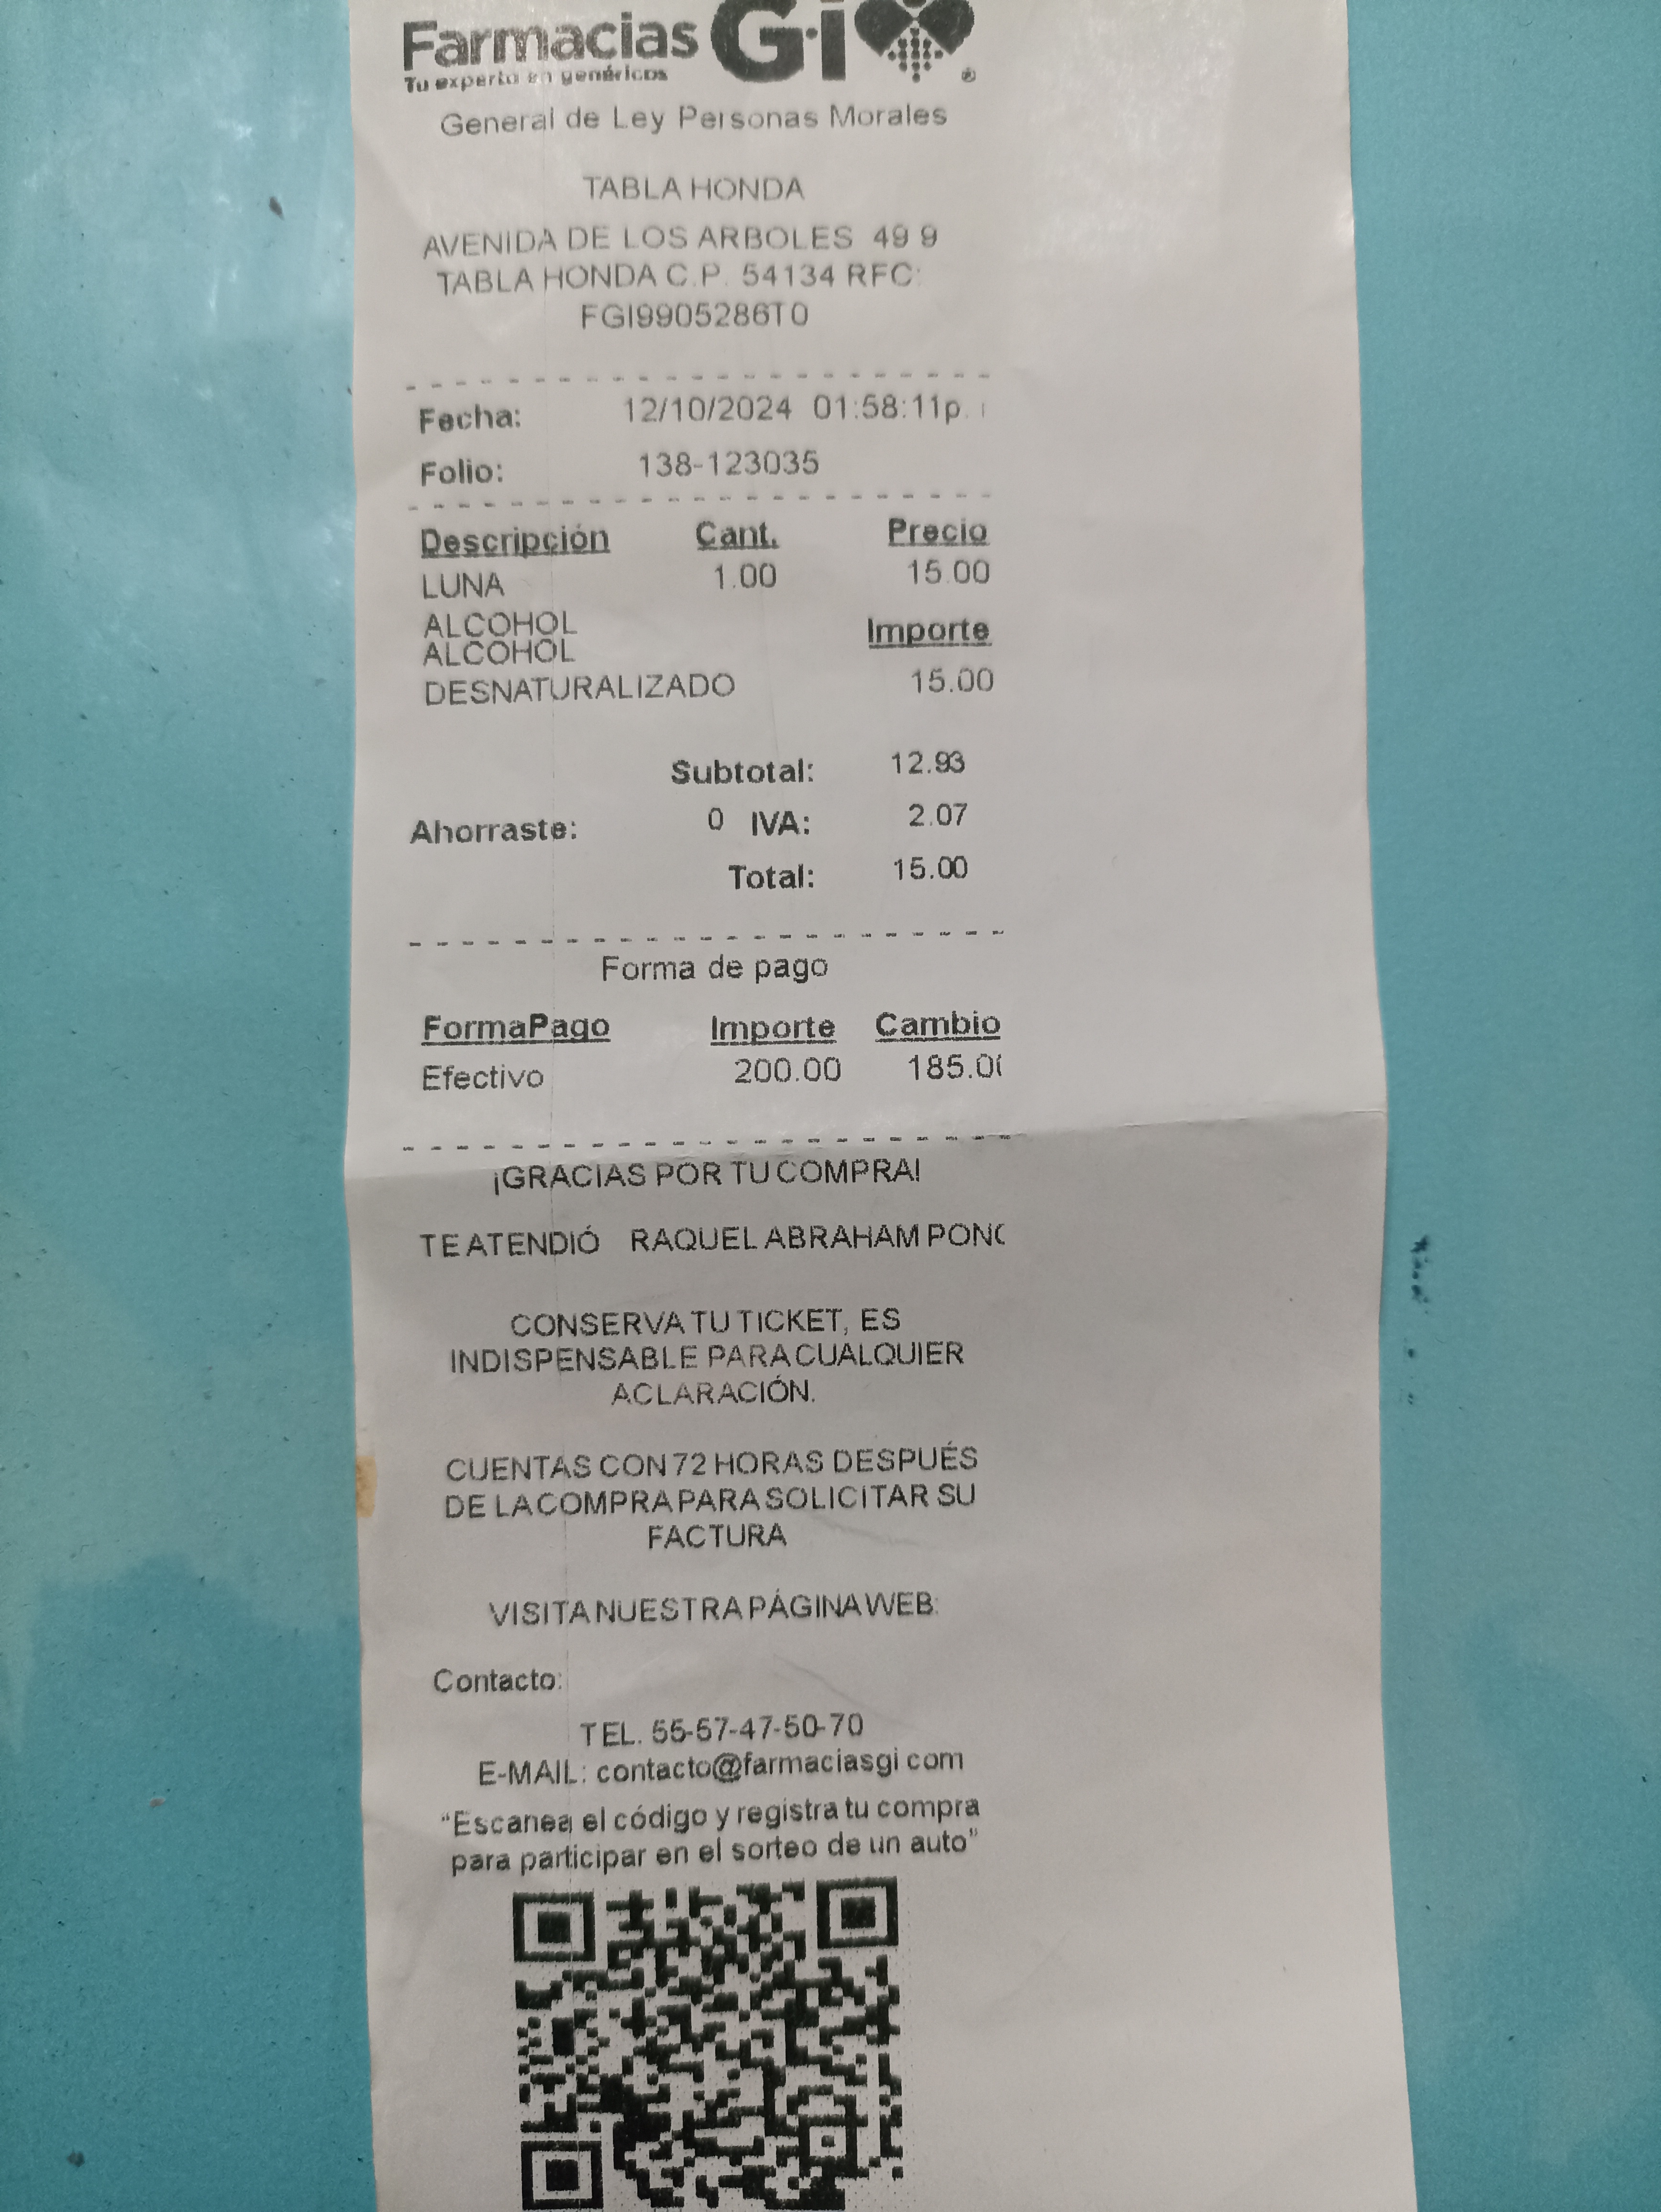 Farmacias Gi
Tu experto en genéricos
®
General de Ley Personas Morales
TABLA HONDA
AVENIDA DE LOS ARBOLES 49 9
TABLA HONDA C.P. 54134 RFC:
FGI9905286T0
Fecha: 12/10/2024 01:58:11p.
Folio: 138-123035
Descripción Cant. Precio
LUNA 1.00 15.00
ALCOHOL
ALCOHOL Importe
DESNATURALIZADO 15.00
Subtotal: 12.93
Ahorraste: 0 IVA: 2.07
Total: 15.00
Forma de pago
FormaPago Importe Cambio
Efectivo 200.00 185.0
¡GRACIAS POR TU COMPRA!
TE ATENDIÓ RAQUEL ABRAHAM PONC
CONSERVA TU TICKET, ES
INDISPENSABLE PARA CUALQUIER
ACLARACIÓN.
CUENTAS CON 72 HORAS DESPUÉS
DE LA COMPRA PARA SOLICITAR SU
FACTURA
VISITA NUESTRA PÁGINA WEB:
Contacto:
TEL. 55-57-47-50-70
E-MAIL: contacto@farmaciasgi.com
“Escanea el código y registra tu compra
para participar en el sorteo de un auto”